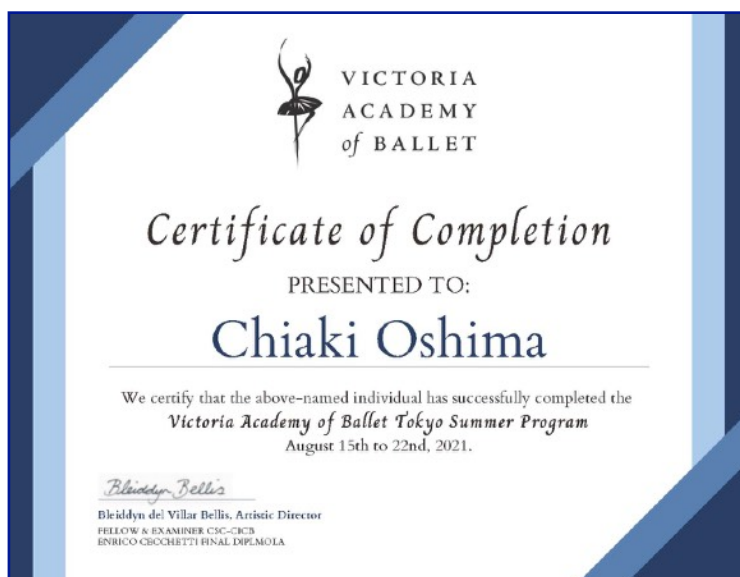 VICTORIA
ACADEMY
of BALLET
Certificate of Completion
PRESENTED TO:
Chiaki Oshima
We certify that the above-named individual has successfully completed the
Victoria Academy of Ballet Tokyo Summer Program
August 15th to 22nd, 2021.
Bleiddyn Bellis
Bleiddyn del Villar Bellis, Artistic Director
FELLOW & EXAMINER CSC-CICB
ENRICO CECCHETTI FINAL DIPLMOLA